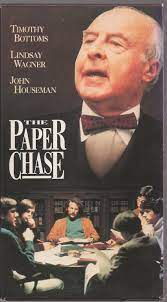 TIMOTHY
BOTTOMS
LINDSAY
WAGNER
JOHN
HOUSEMAN
THE
PAPER
CHASE